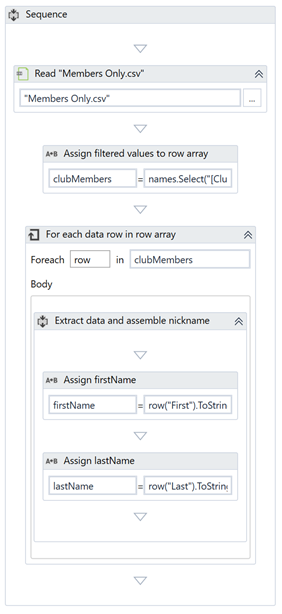 Sequence
Read "Members Only.csv"
"Members Only.csv" ...
A+B Assign filtered values to row array
clubMembers = names.Select("[Clu
For each data row in row array
Foreach row in clubMembers
Body
Extract data and assemble nickname
A+B Assign firstName
firstName = row("First").ToStrin
A+B Assign lastName
lastName = row("Last").ToString